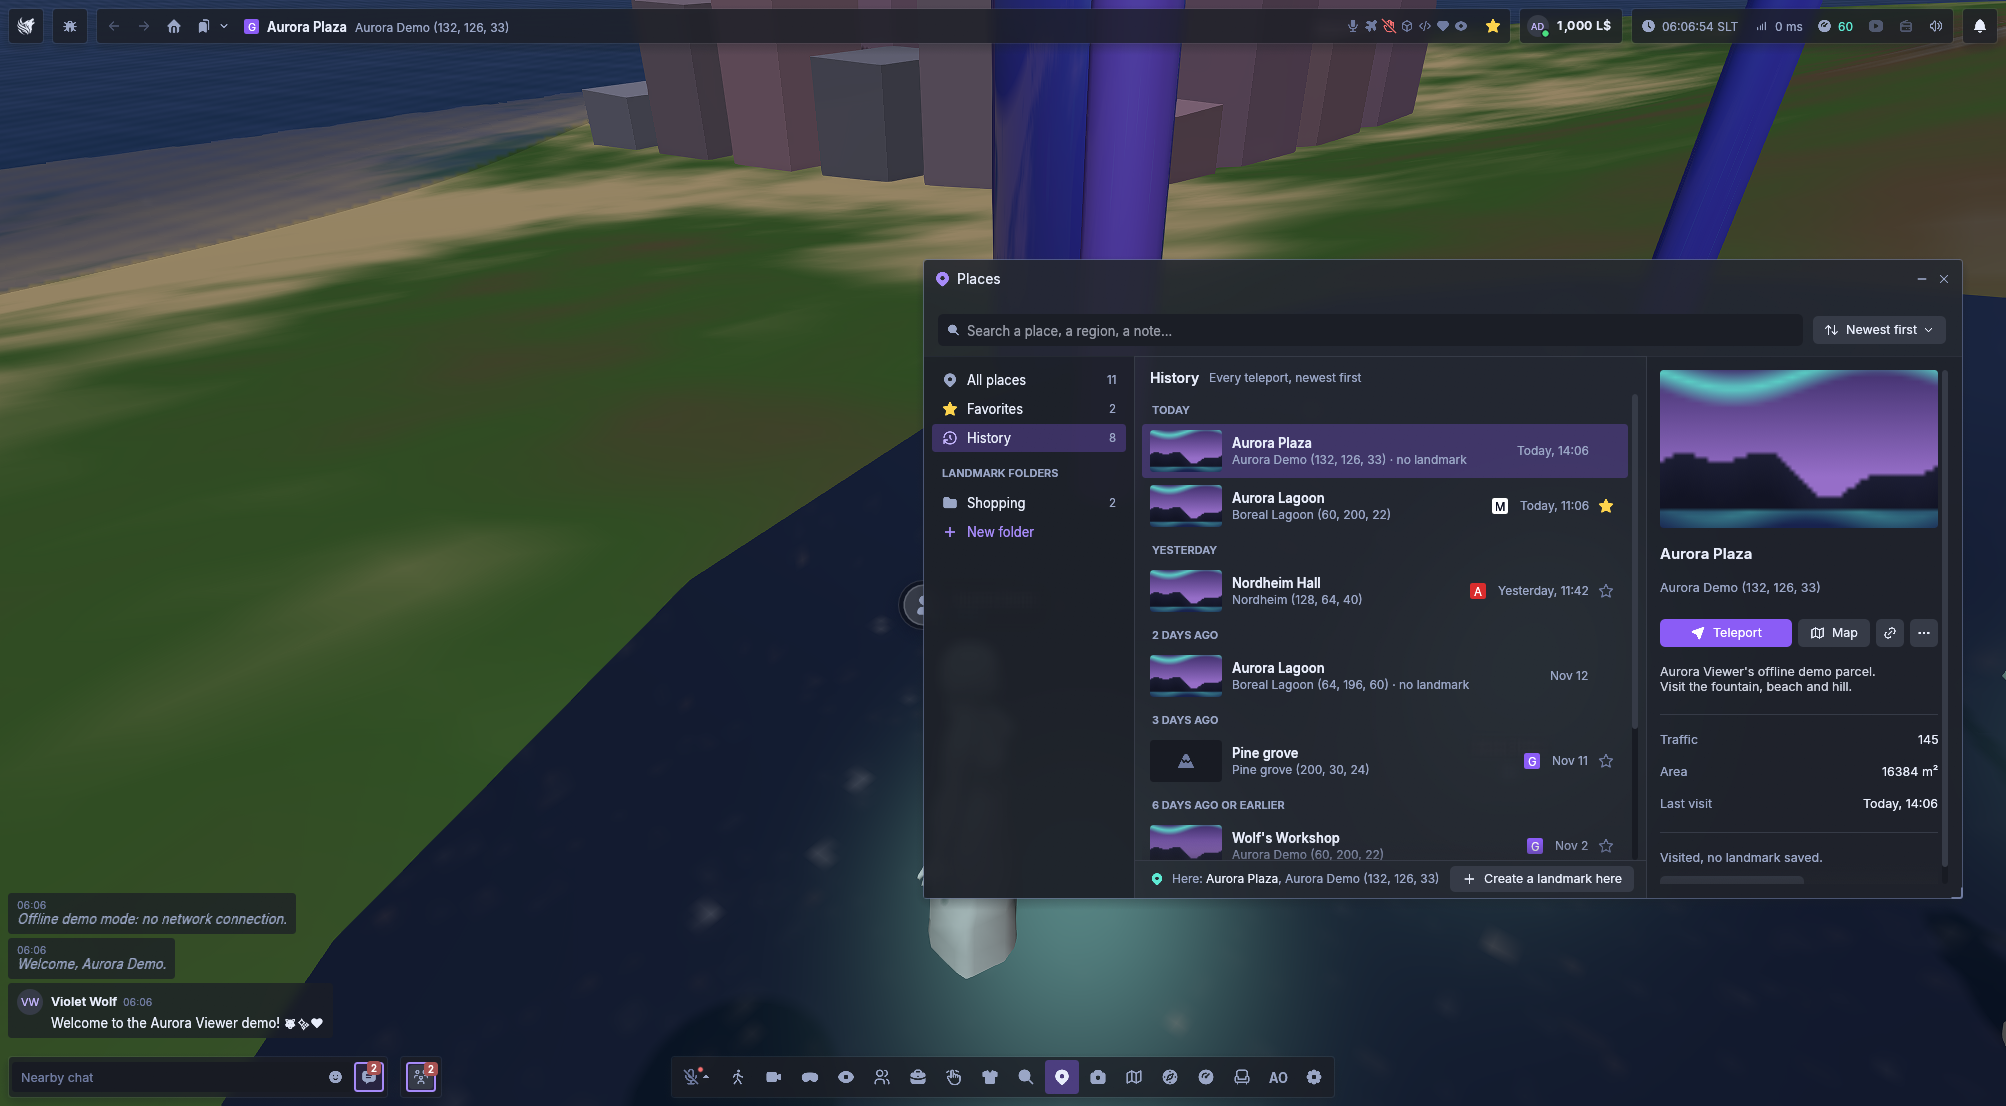 G Aurora Plaza Aurora Demo (132, 126, 33)
AD 1,000 L$
06:06:54 SLT 0 ms 60
Places
Search a place, a region, a note...
Newest first
All places 11
Favorites 2
History 8
LANDMARK FOLDERS
Shopping 2
New folder
History Every teleport, newest first
TODAY
Aurora Plaza
Aurora Demo (132, 126, 33) · no landmark
Today, 14:06
Aurora Lagoon
Boreal Lagoon (60, 200, 22)
M Today, 11:06
YESTERDAY
Nordheim Hall
Nordheim (128, 64, 40)
A Yesterday, 11:42
2 DAYS AGO
Aurora Lagoon
Boreal Lagoon (64, 196, 60) · no landmark
Nov 12
3 DAYS AGO
Pine grove
Pine grove (200, 30, 24)
G Nov 11
6 DAYS AGO OR EARLIER
Wolf's Workshop
Aurora Demo (60, 200, 22)
G Nov 2
Here: Aurora Plaza, Aurora Demo (132, 126, 33)
Create a landmark here
Aurora Plaza
Aurora Demo (132, 126, 33)
Teleport
Map
Aurora Viewer's offline demo parcel.
Visit the fountain, beach and hill.
Traffic 145
Area 16384 m²
Last visit Today, 14:06
Visited, no landmark saved.
06:06
Offline demo mode: no network connection.
06:06
Welcome, Aurora Demo.
VW Violet Wolf 06:06
Welcome to the Aurora Viewer demo!
Nearby chat
2
2
AO